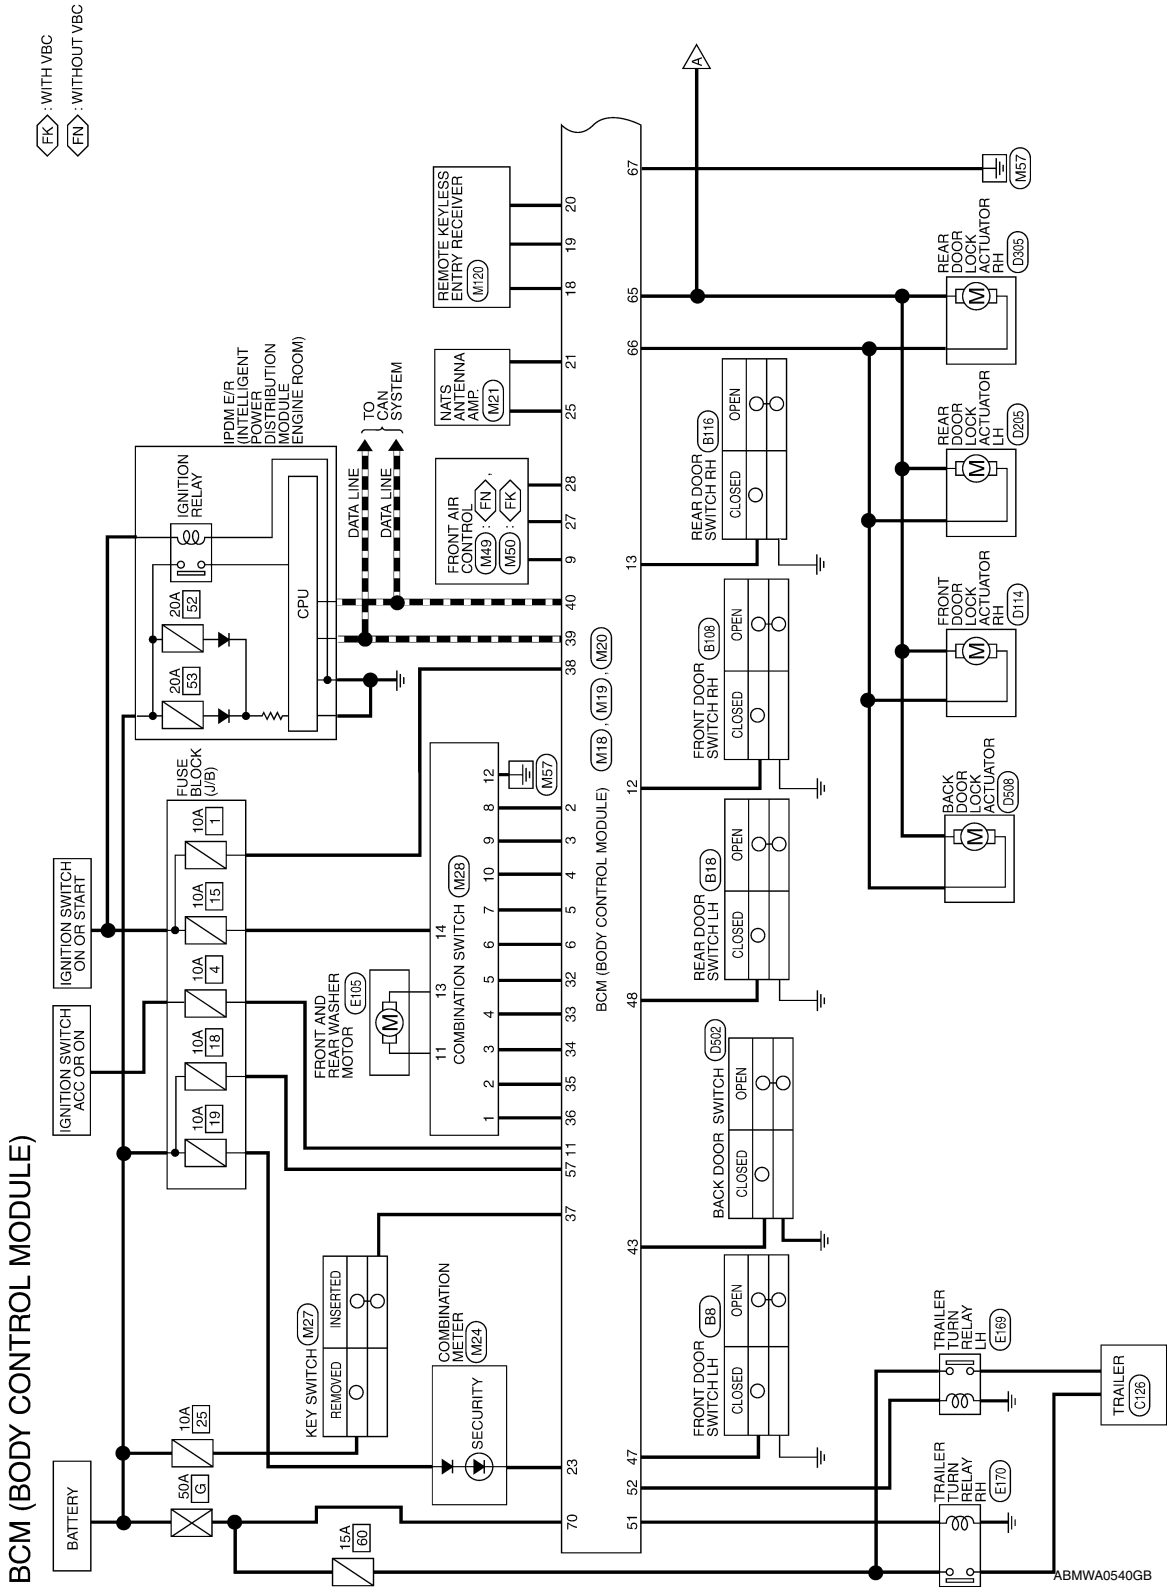 BCM (BODY CONTROL MODULE)
FK : WITH VBC
FN : WITHOUT VBC
BATTERY
50A
G
10A
25
15A
60
IGNITION SWITCH
ACC OR ON
IGNITION SWITCH
ON OR START
10A
19
10A
18
10A
4
10A
15
10A
1
FUSE
BLOCK
(J/B)
20A
53
20A
52
IGNITION
RELAY
CPU
IPDM E/R
(INTELLIGENT
POWER
DISTRIBUTION
MODULE
ENGINE ROOM)
DATA LINE
DATA LINE
TO
CAN
SYSTEM
KEY SWITCH M27
REMOVED INSERTED
COMBINATION
METER
M24
SECURITY
FRONT AND
REAR WASHER
MOTOR
E105
M
11 13 14
COMBINATION SWITCH M28
1 2 3 4 5 6 7 10 9 8 12
M57
FRONT AIR
CONTROL
M49 : FN ,
M50 : FK
NATS
ANTENNA
AMP.
M21
REMOTE KEYLESS
ENTRY RECEIVER
M120
70 23 37 57 11 36 35 34 33 32 6 5 4 3 2 38 39 40 9 27 28 25 21 18 19 20
BCM (BODY CONTROL MODULE) M18 , M19 , M20
51 52 47 43 48 12 13 66 65 67
FRONT DOOR
SWITCH LH
B8
CLOSED OPEN
BACK DOOR SWITCH D502
CLOSED OPEN
REAR DOOR
SWITCH LH
B18
CLOSED OPEN
FRONT DOOR
SWITCH RH
B108
CLOSED OPEN
REAR DOOR
SWITCH RH
B116
CLOSED OPEN
A
M57
TRAILER
TURN
RELAY
RH
E170
TRAILER
TURN
RELAY
LH
E169
TRAILER
C126
BACK
DOOR
LOCK
ACTUATOR
D508
M
FRONT
DOOR
LOCK
ACTUATOR
RH
D114
M
REAR
DOOR
LOCK
ACTUATOR
LH
D205
M
REAR
DOOR
LOCK
ACTUATOR
RH
D305
M
ABMWA0540GB